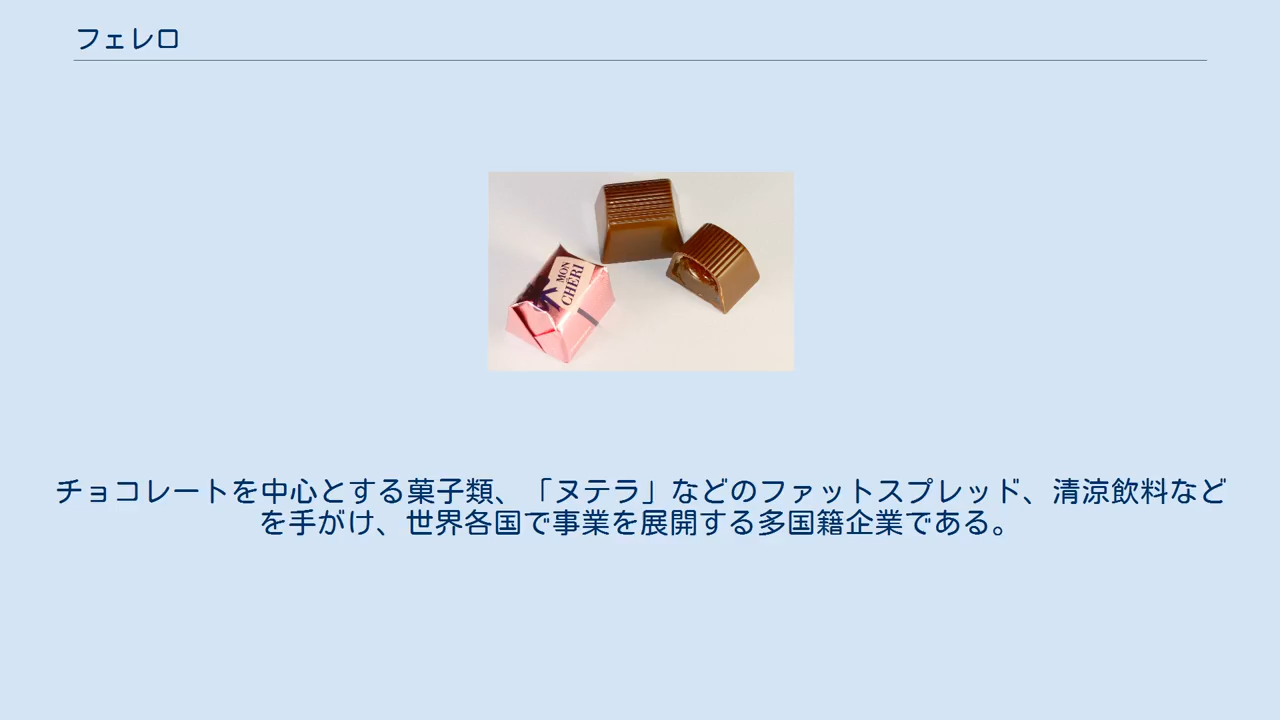 フェレロ
MON
CHÉRI
チョコレートを中心とする菓子類、「ヌテラ」などのファットスプレッド、清涼飲料など
を手がけ、世界各国で事業を展開する多国籍企業である。